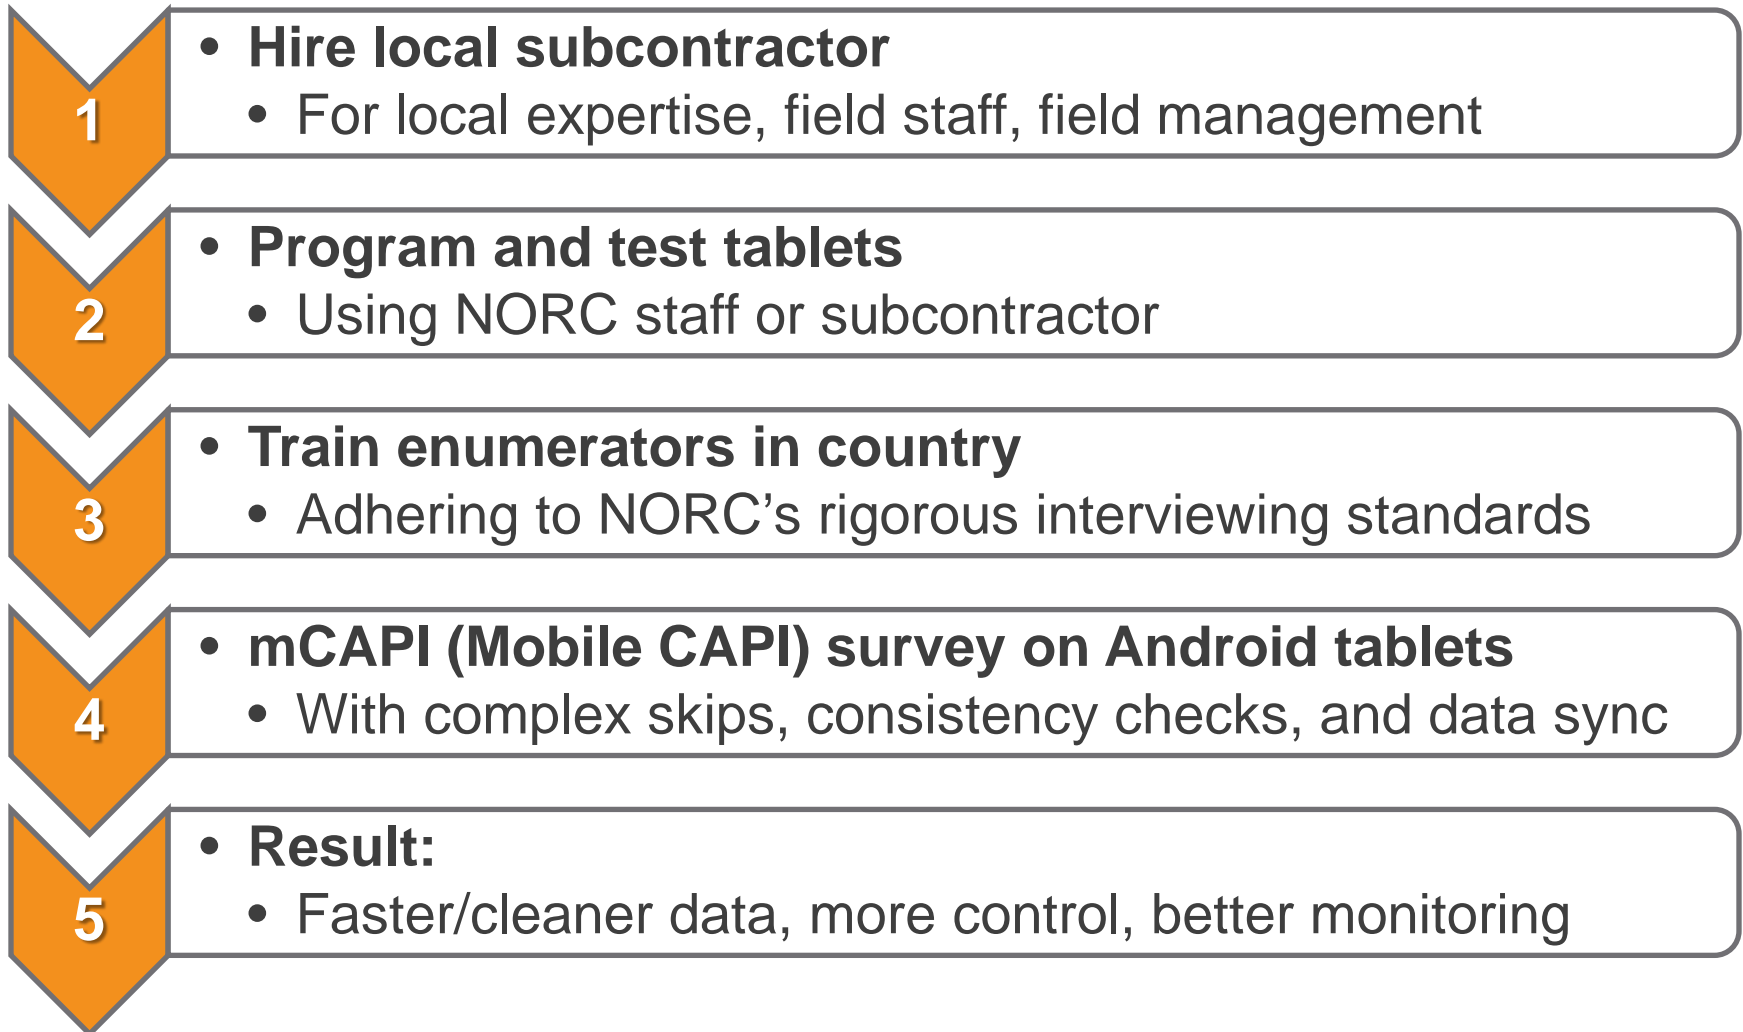 1
• Hire local subcontractor
• For local expertise, field staff, field management
2
• Program and test tablets
• Using NORC staff or subcontractor
3
• Train enumerators in country
• Adhering to NORC’s rigorous interviewing standards
4
• mCAPI (Mobile CAPI) survey on Android tablets
• With complex skips, consistency checks, and data sync
5
• Result:
• Faster/cleaner data, more control, better monitoring